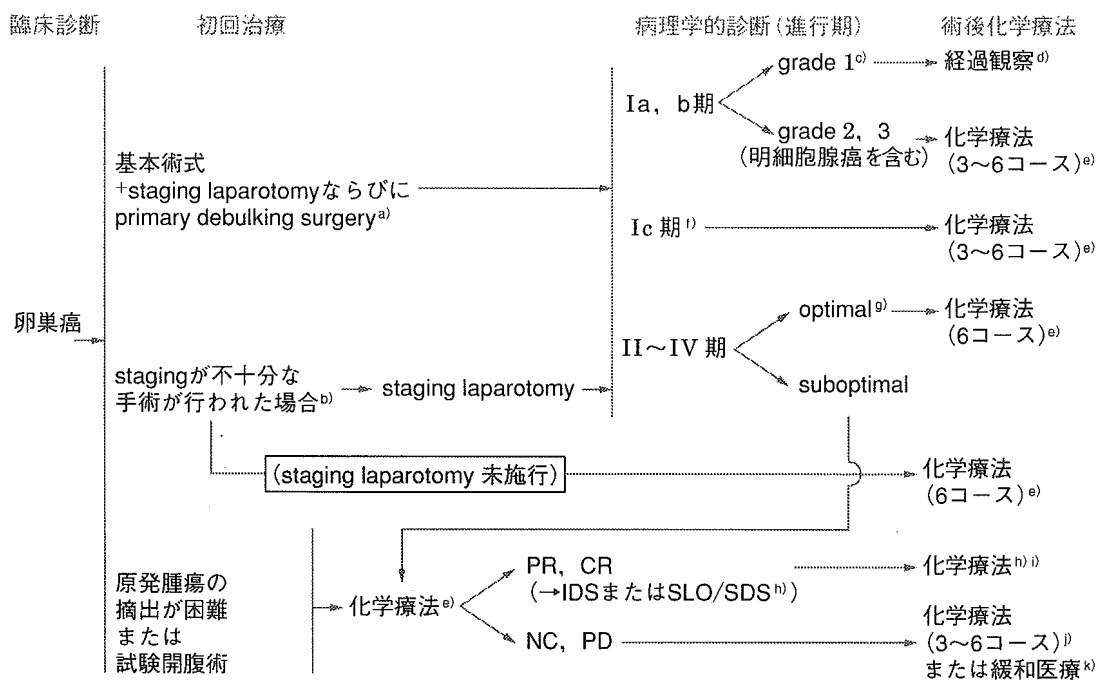 臨床診断 初回治療 病理学的診断(進行期) 術後化学療法
grade 1c) 経過観察d)
Ia, b期
grade 2, 3
(明細胞腺癌を含む)
化学療法
(3〜6コース)e)
基本術式
+staging laparotomyならびに
primary debulking surgerya)
Ic 期f)
化学療法
(3〜6コース)e)
卵巣癌
optimalg)
化学療法
(6コース)e)
II〜IV 期
suboptimal
stagingが不十分な
手術が行われた場合b)
staging laparotomy
(staging laparotomy 未施行)
化学療法
(6コース)e)
原発腫瘍の
摘出が困難
または
試験開腹術
化学療法e)
PR, CR
(→IDSまたはSLO/SDSh))
化学療法h) i)
NC, PD
化学療法
(3〜6コース)j)
または緩和医療k)